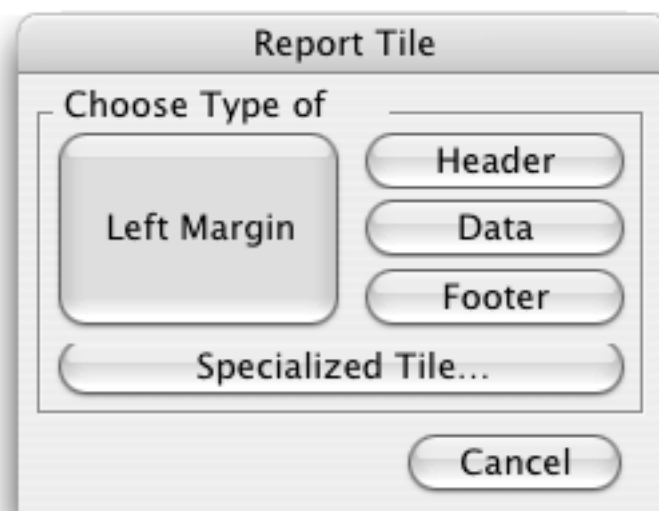 Report Tile
Choose Type of
Left Margin
Header
Data
Footer
Specialized Tile...
Cancel